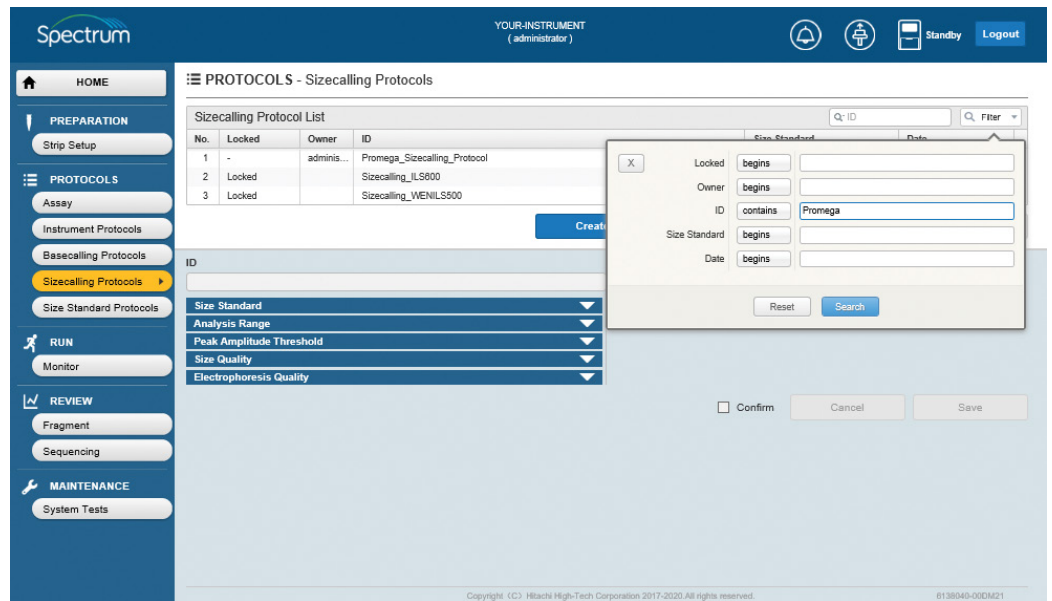 Spectrum
YOUR-INSTRUMENT
( administrator )
Standby
Logout
HOME
PREPARATION
Strip Setup
PROTOCOLS
Assay
Instrument Protocols
Basecalling Protocols
Sizecalling Protocols
Size Standard Protocols
RUN
Monitor
REVIEW
Fragment
Sequencing
MAINTENANCE
System Tests
PROTOCOLS - Sizecalling Protocols
Sizecalling Protocol List
ID
Filter
No. Locked Owner ID Size Standard Date
1 - adminis... Promega_Sizecalling_Protocol
2 Locked Sizecalling_ILS600
3 Locked Sizecalling_WENILS500
Create
X
Locked begins
Owner begins
ID contains Promega
Size Standard begins
Date begins
Reset Search
ID
Size Standard
Analysis Range
Peak Amplitude Threshold
Size Quality
Electrophoresis Quality
Confirm Cancel Save
Copyright (C) Hitachi High-Tech Corporation 2017-2020.All rights reserved.
6138040-00DM21